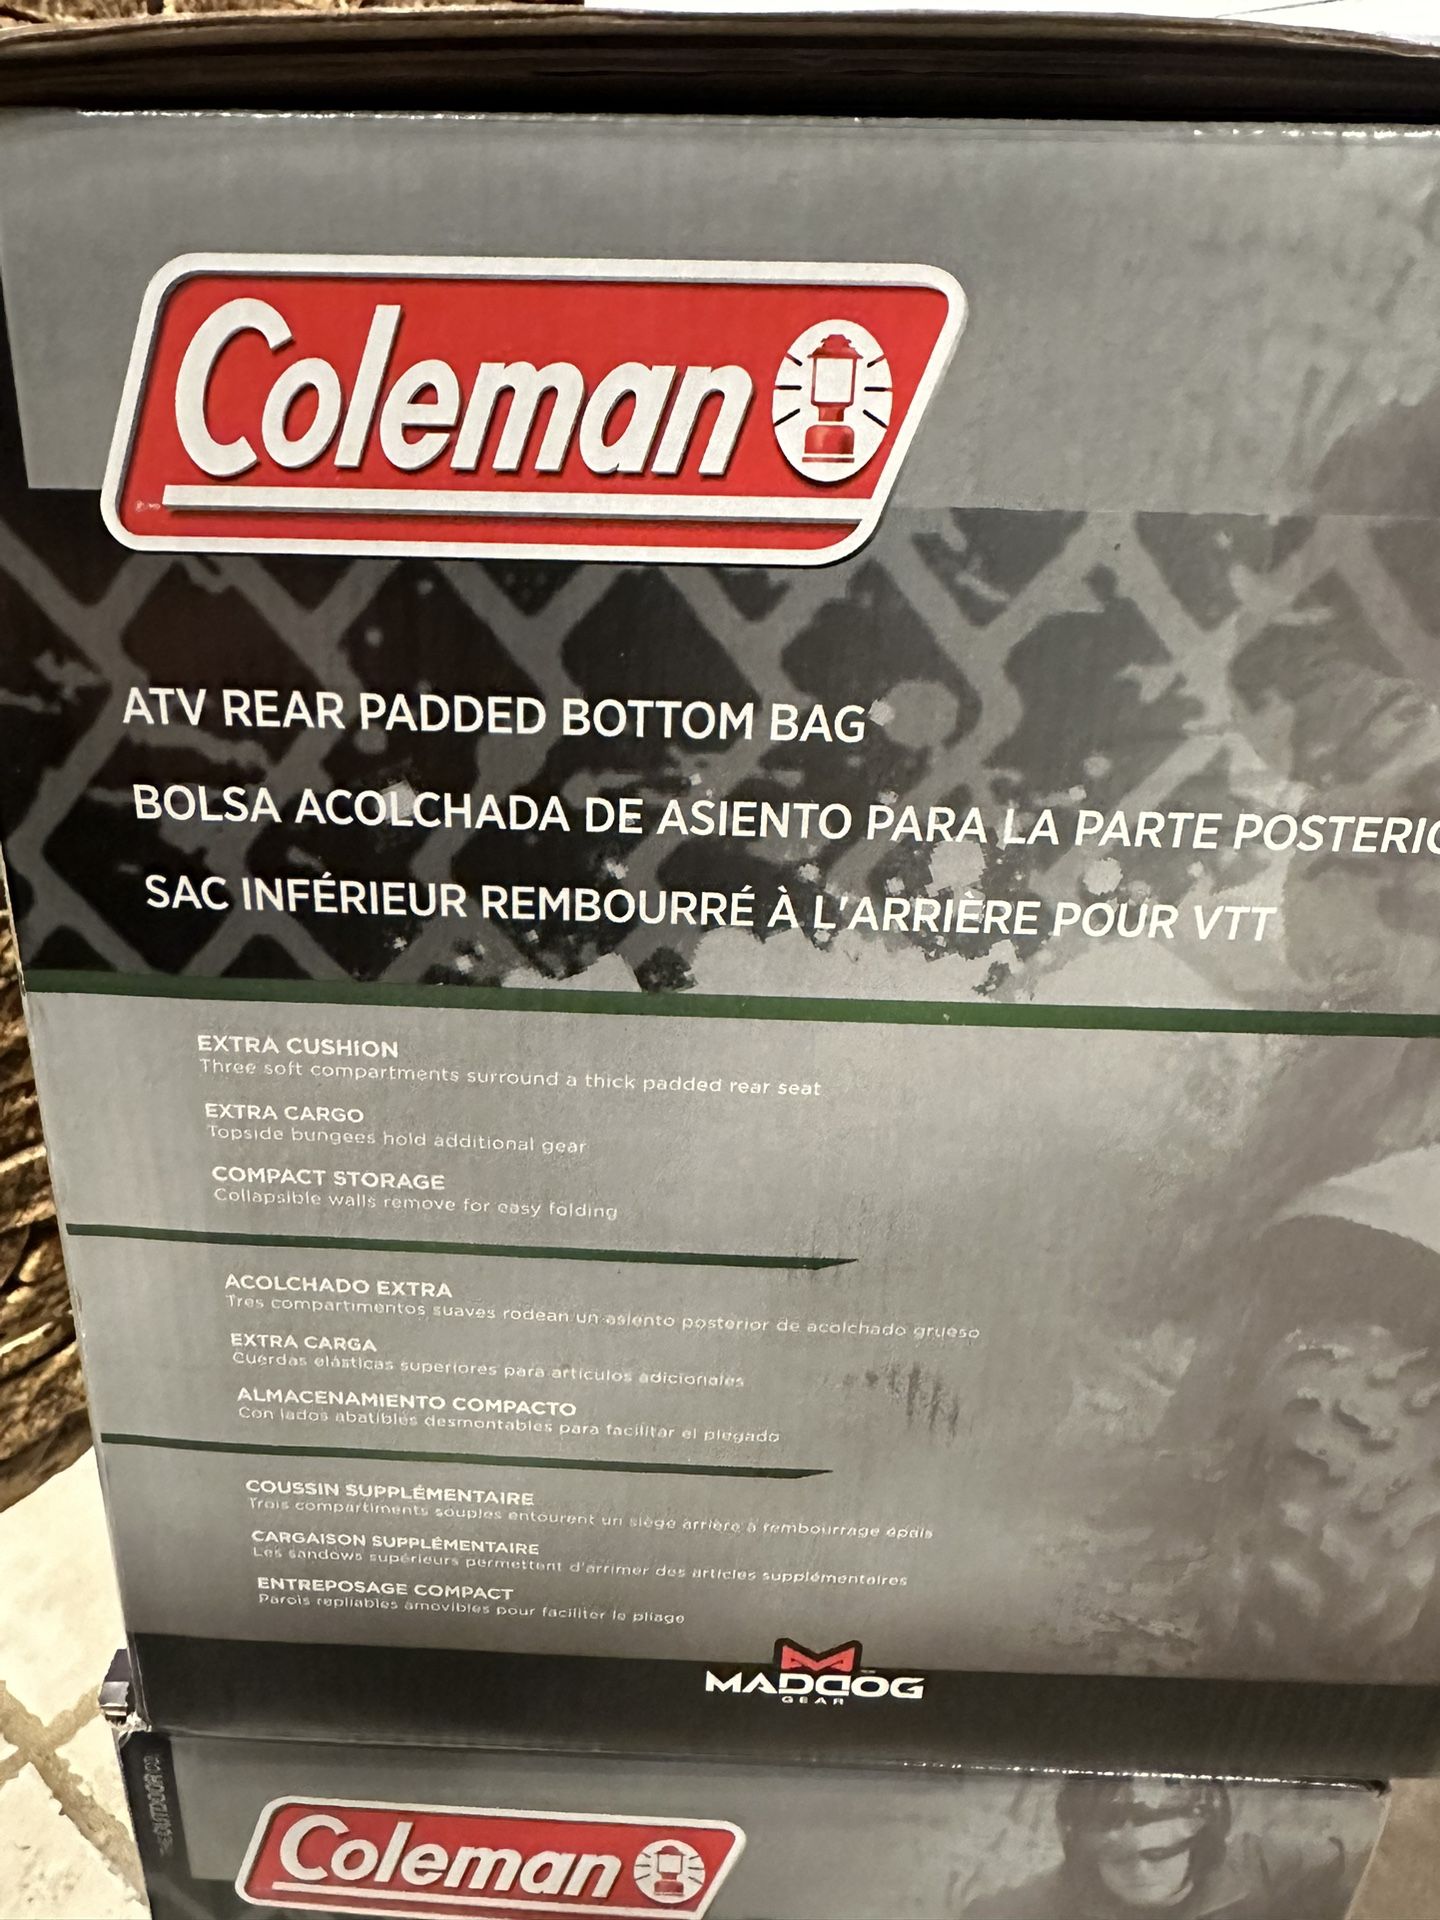 Coleman
ATV REAR PADDED BOTTOM BAG
BOLSA ACOLCHADA DE ASIENTO PARA LA PARTE
SAC INFÉRIEUR REMBOURRÉ À L'ARRIÈRE POUR VTT
EXTRA CUSHION
Three soft compartments surround a thick padded rear seat
EXTRA CARGO
Topside bungees hold additional gear
COMPACT STORAGE
Collapsible walls remove for easy folding
ACOLCHADO EXTRA
Tres compartimentos suaves rodean un asiento posterior de acolchado grueso
EXTRA CARGA
Cuerdas elásticas superiores para artículos adicionales
ALMACENAMIENTO COMPACTO
Con lados abatibles desmontables para facilitar el plegado
COUSSIN SUPPLÉMENTAIRE
Trois compartiments souples entourent un siège arrière à rembourrage épais
CARGAISON SUPPLÉMENTAIRE
Les sandows supérieurs permettent d'arrimer des articles supplémentaires
ENTREPOSAGE COMPACT
Parois repliables amovibles pour faciliter le pliage
MADDOG
GEAR
THE OUTDOOR CO.
Coleman